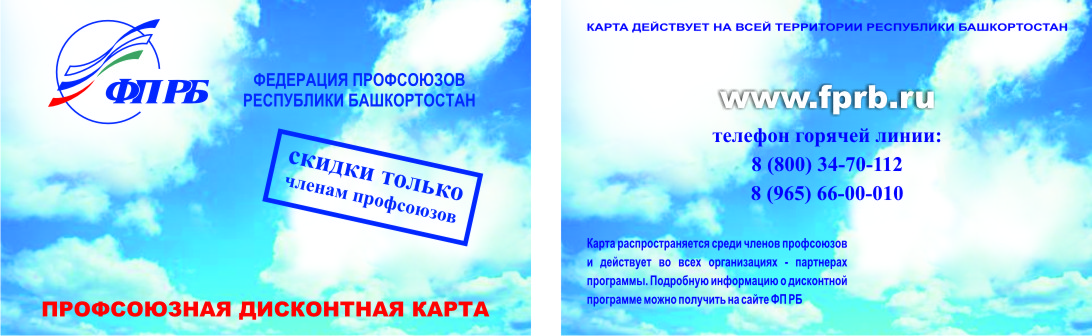 ФП РБ
ФЕДЕРАЦИЯ ПРОФСОЮЗОВ
РЕСПУБЛИКИ БАШКОРТОСТАН
скидки только
членам профсоюзов
ПРОФСОЮЗНАЯ ДИСКОНТНАЯ КАРТА
КАРТА ДЕЙСТВУЕТ НА ВСЕЙ ТЕРРИТОРИИ РЕСПУБЛИКИ БАШКОРТОСТАН
www.fprb.ru
телефон горячей линии:
8 (800) 34-70-112
8 (965) 66-00-010
Карта распространяется среди членов профсоюзов
и действует во всех организациях - партнерах
программы. Подробную информацию о дисконтной
программе можно получить на сайте ФП РБ